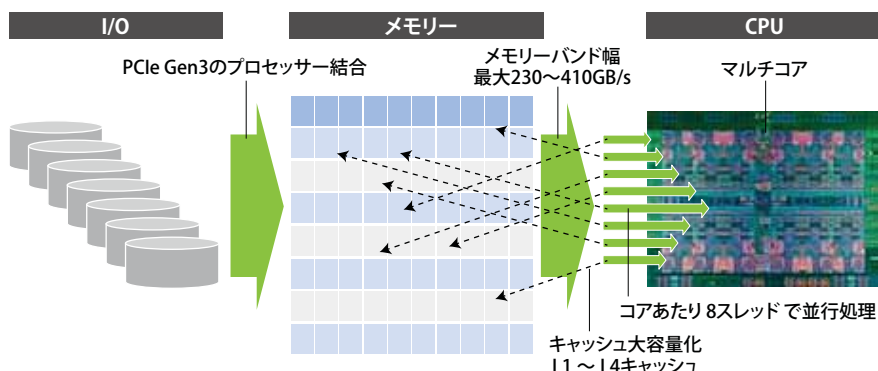 I/O
メモリー
CPU
PCIe Gen3のプロセッサー結合
メモリーバンド幅
最大230～410GB/s
マルチコア
コアあたり 8スレッド で並行処理
キャッシュ大容量化
L1 ～ L4キャッシュ